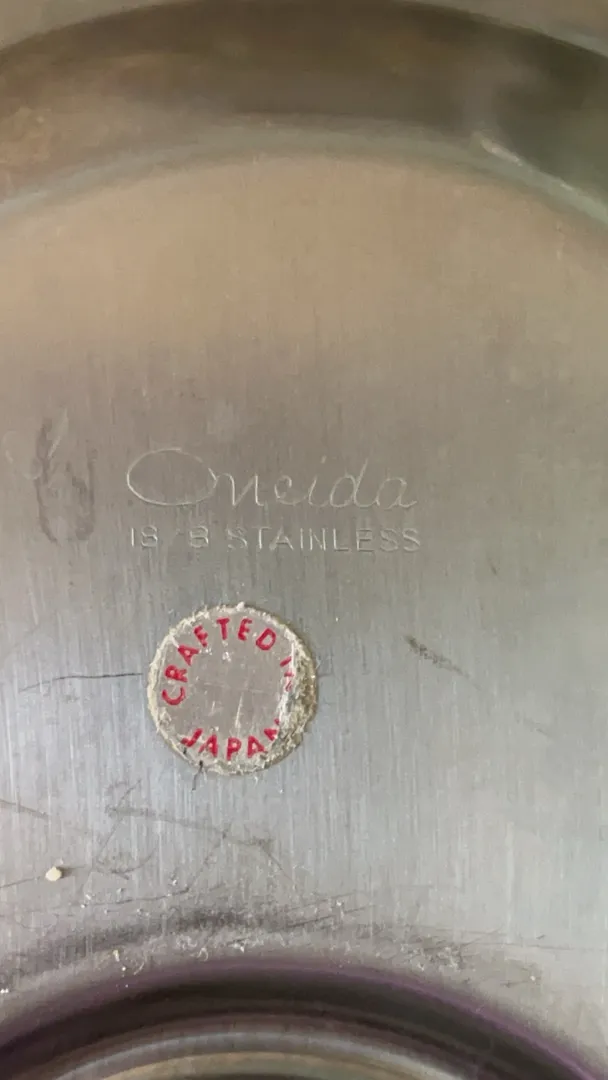 Oneida
18/8 STAINLESS
CRAFTED IN
JAPAN